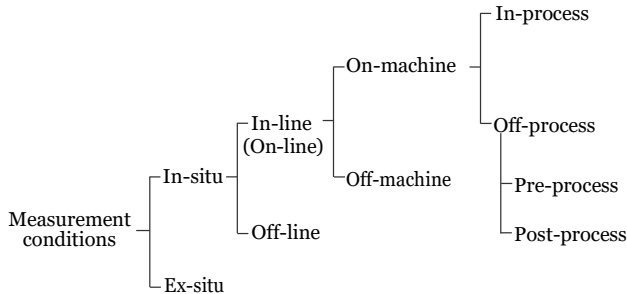 In-process
On-machine
In-line
(On-line)
Off-process
In-situ
Off-machine
Pre-process
Measurement
conditions
Off-line
Post-process
Ex-situ